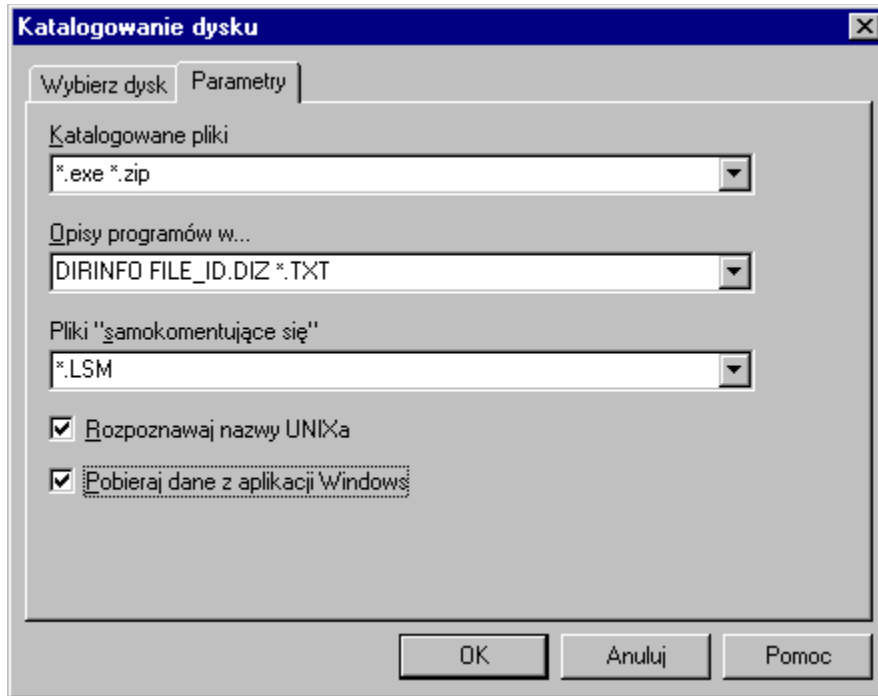 Katalogowanie dysku
Wybierz dysk Parametry
Katalogowane pliki
*.exe *.zip
Opisy programów w...
DIRINFO FILE_ID.DIZ *.TXT
Pliki "samokomentujące się"
*.LSM
Rozpoznawaj nazwy UNIXa
Pobieraj dane z aplikacji Windows
OK Anuluj Pomoc